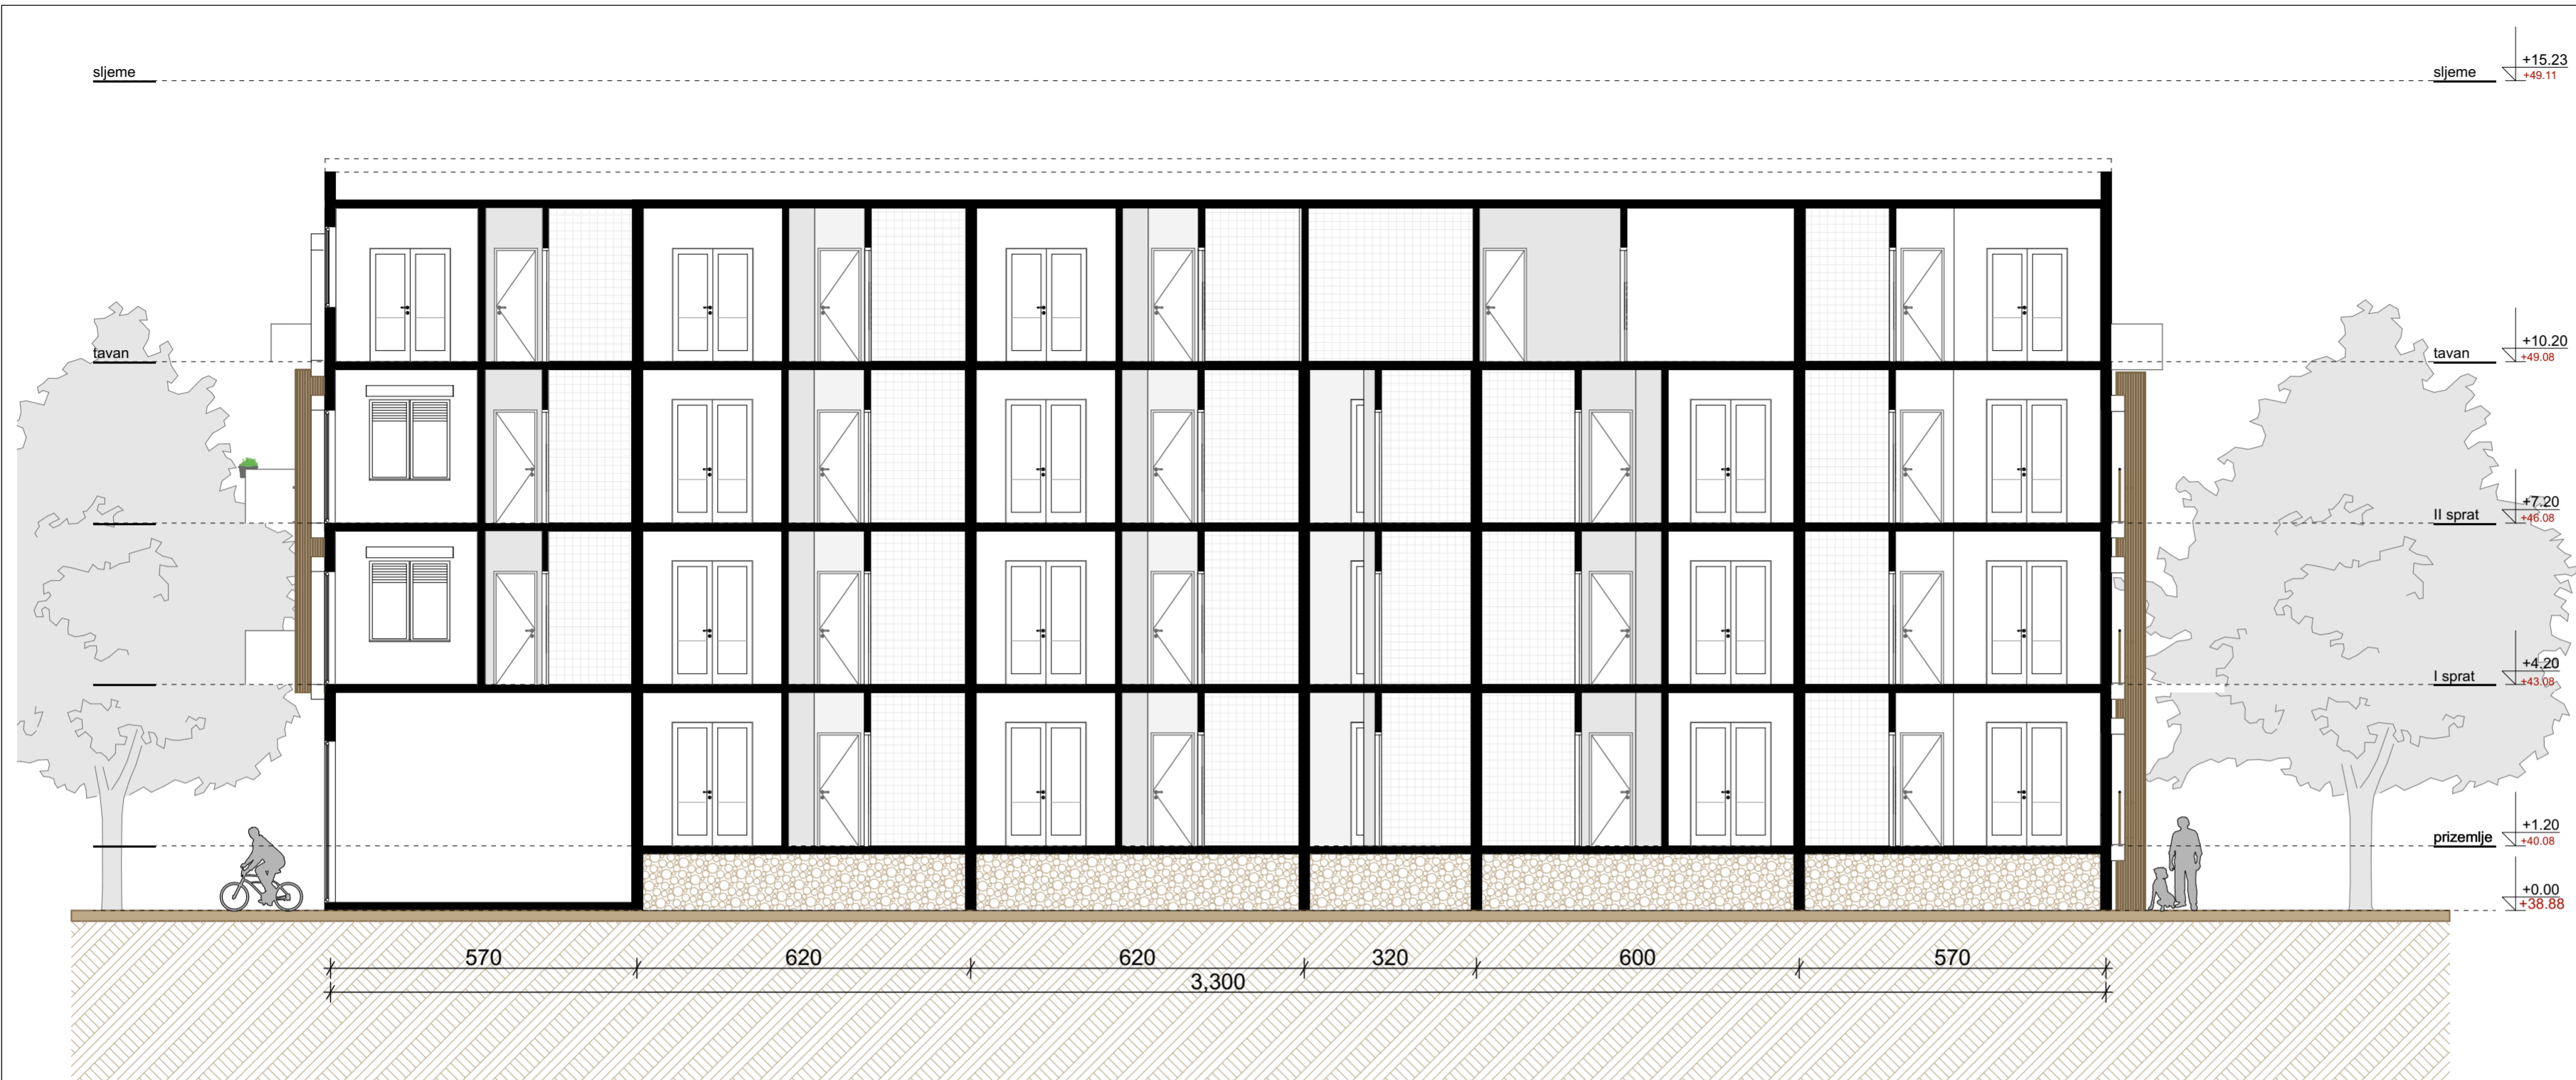 sljeme
sljeme
+15.23
+49.11
tavan
tavan
+10.20
+49.08
II sprat
+7.20
+46.08
I sprat
+4.20
+43.08
prizemlje
+1.20
+40.08
+0.00
+38.88
570
620
620
320
600
570
3,300